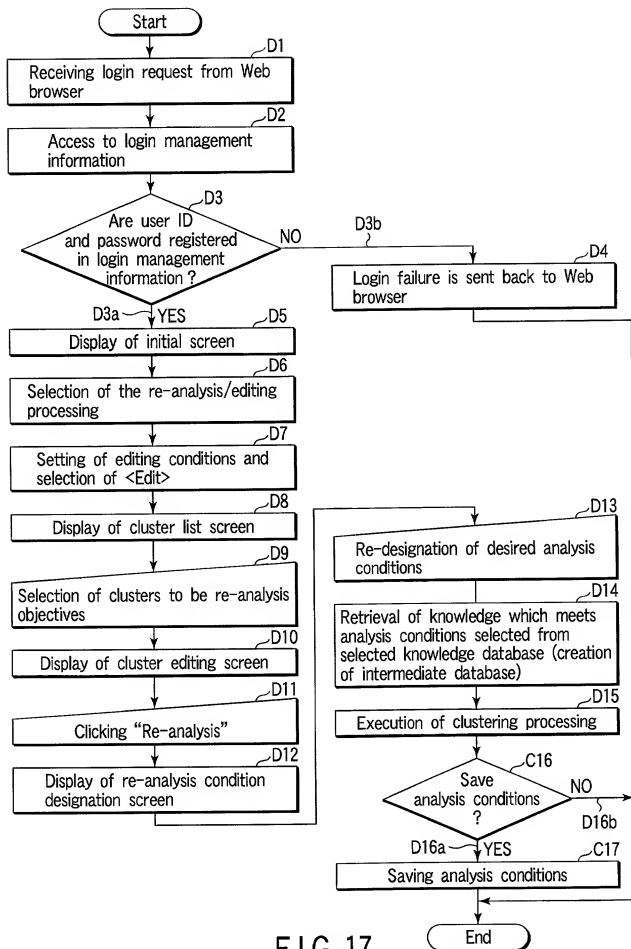 Start
D1
Receiving login request from Web
browser
D2
Access to login management
information
D3
Are user ID
and password registered
in login management
information ?
NO
D3b
D4
Login failure is sent back to Web
browser
D3a
YES
D5
Display of initial screen
D6
Selection of the re-analysis/editing
processing
D7
Setting of editing conditions and
selection of <Edit>
D8
Display of cluster list screen
D9
Selection of clusters to be re-analysis
objectives
D10
Display of cluster editing screen
D11
Clicking “Re-analysis”
D12
Display of re-analysis condition
designation screen
D13
Re-designation of desired analysis
conditions
D14
Retrieval of knowledge which meets
analysis conditions selected from
selected knowledge database (creation
of intermediate database)
D15
Execution of clustering processing
C16
Save
analysis conditions
?
NO
D16b
D16a
YES
C17
Saving analysis conditions
End
FIG. 17